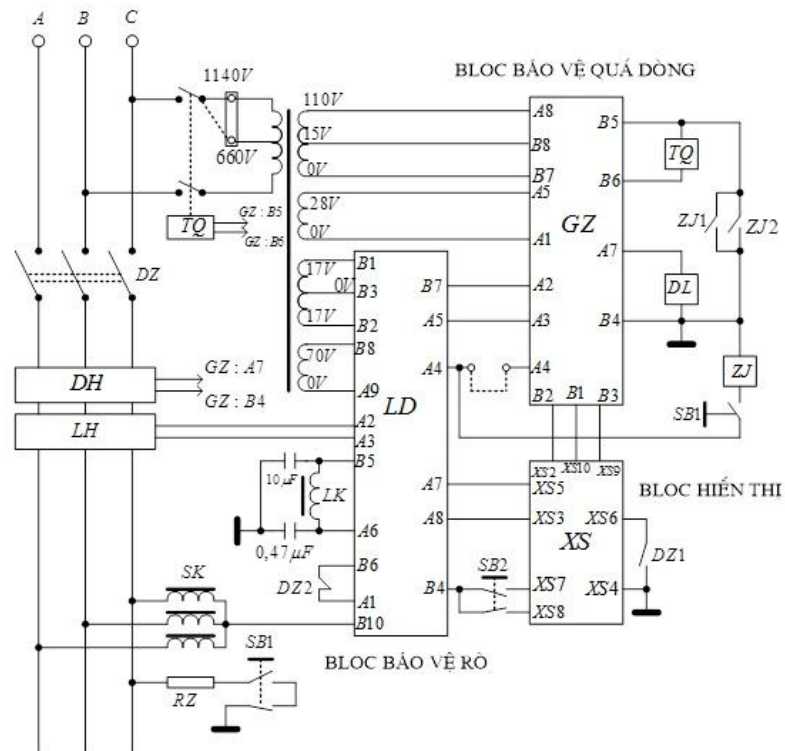 A B C
1140V
660V
BLOC BẢO VỆ QUÁ DÒNG
110V
15V
0V
28V
0V
17V
0V
17V
70V
0V
TQ
GZ : B5
GZ : B6
DZ
A8
B8
B7
A5
A1
A2
A3
A4
GZ
B5
B6
A7
B4
B2 B1 B3
TQ
DL
ZJ1 ZJ2
ZJ
SB1
B1
B3
B2
B8
A9
A2
A3
B5
A6
B6
A1
B10
LD
B7
A5
A4
A7
A8
B4
DH
GZ : A7
GZ : B4
LH
10 μF
LK
0,47 μF
DZ2
SK
SB1
RZ
BLOC BẢO VỆ RÒ
SB2
XS2 XS10 XS9
XS5
XS3
XS7
XS8
XS
XS6
XS4
DZ1
BLOC HIỂN THỊ